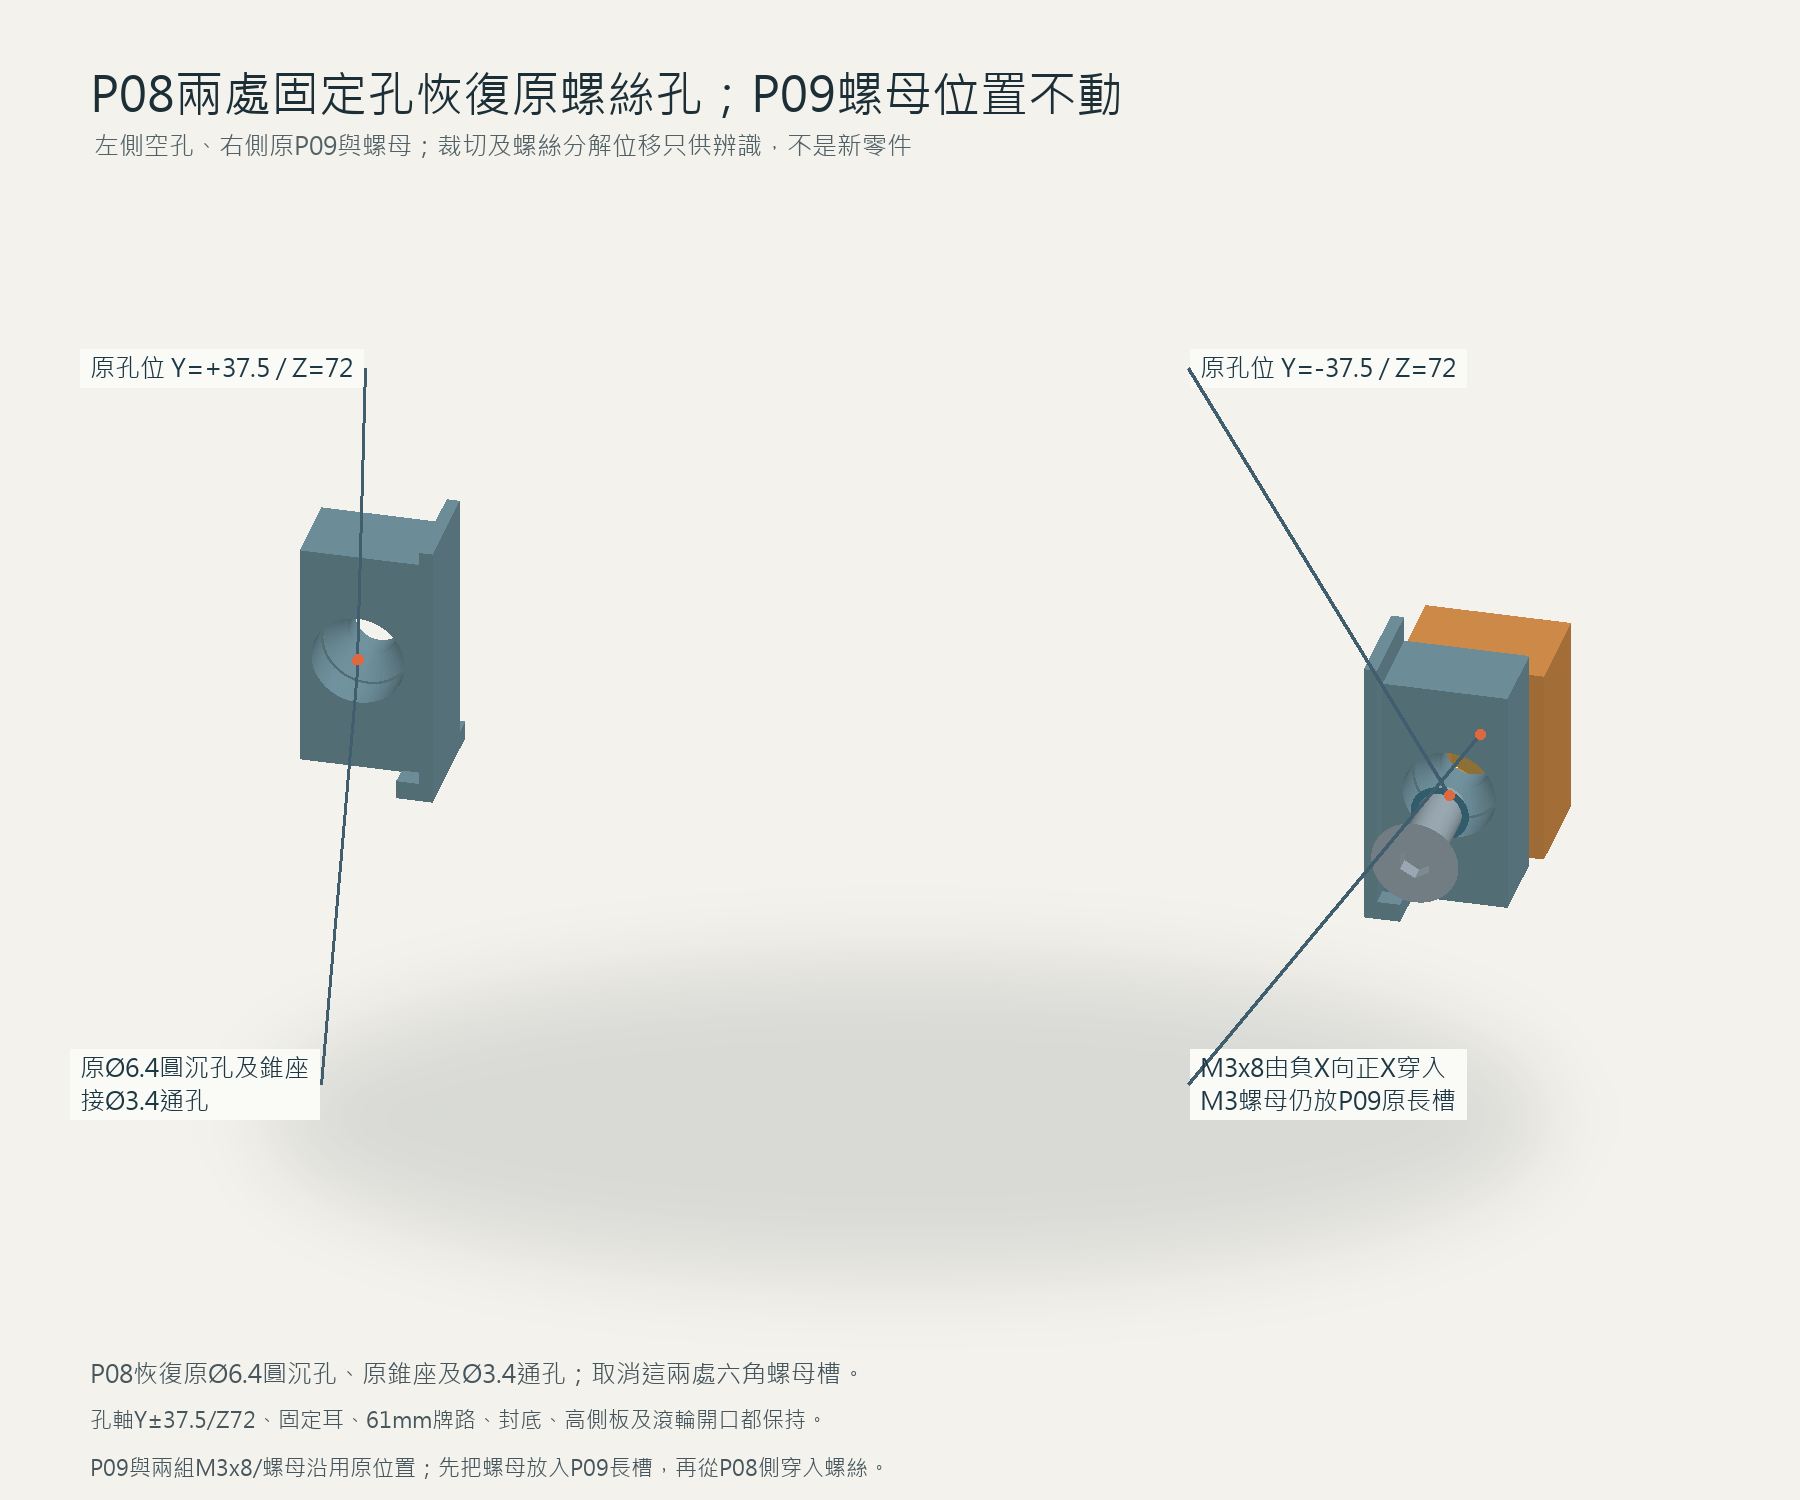 P08兩處固定孔恢復原螺絲孔；P09螺母位置不動
左側空孔、右側原P09與螺母；裁切及螺絲分解位移只供辨識，不是新零件
原孔位 Y=+37.5 / Z=72
原孔位 Y=-37.5 / Z=72
原Ø6.4圓沉孔及錐座
接Ø3.4通孔
M3x8由負X向正X穿入
M3螺母仍放P09原長槽
P08恢復原Ø6.4圓沉孔、原錐座及Ø3.4通孔；取消這兩處六角螺母槽。
孔軸Y±37.5/Z72、固定耳、61mm牌路、封底、高側板及滾輪開口都保持。
P09與兩組M3x8/螺母沿用原位置；先把螺母放入P09長槽，再從P08側穿入螺絲。